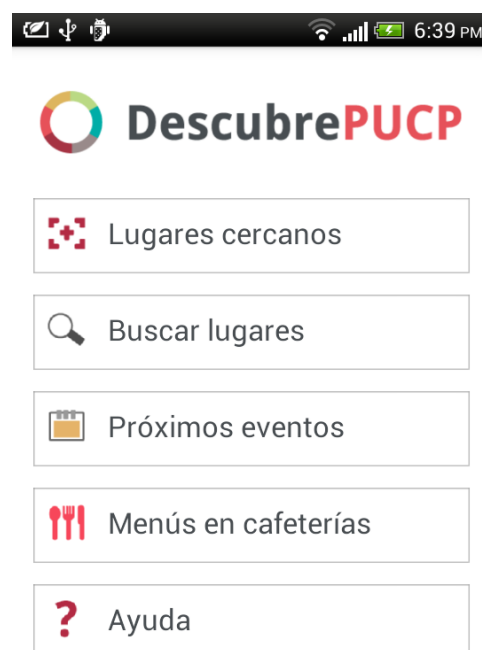 6:39 PM
DescubrePUCP
Lugares cercanos
Buscar lugares
Próximos eventos
Menús en cafeterías
Ayuda